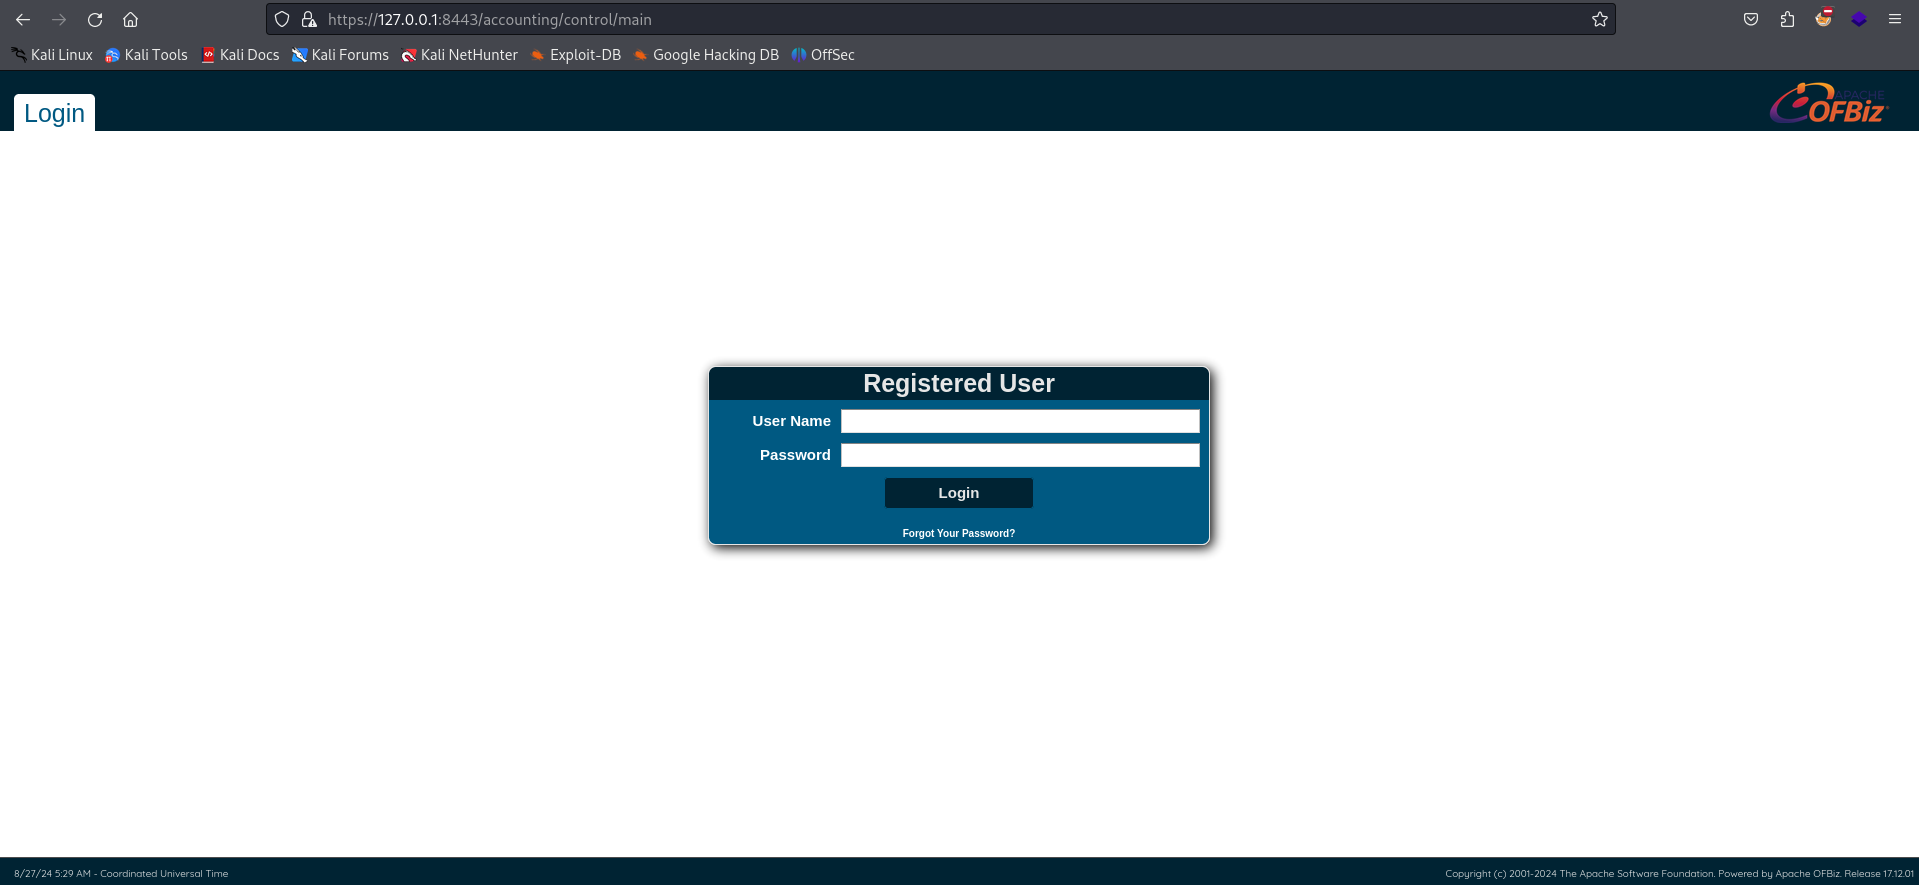 https://127.0.0.1:8443/accounting/control/main
Kali Linux Kali Tools Kali Docs Kali Forums Kali NetHunter Exploit-DB Google Hacking DB OffSec
Login
APACHE
OFBiz
Registered User
User Name
Password
Login
Forgot Your Password?
8/27/24 5:29 AM - Coordinated Universal Time
Copyright (c) 2001-2024 The Apache Software Foundation. Powered by Apache OFBiz. Release 17.12.01